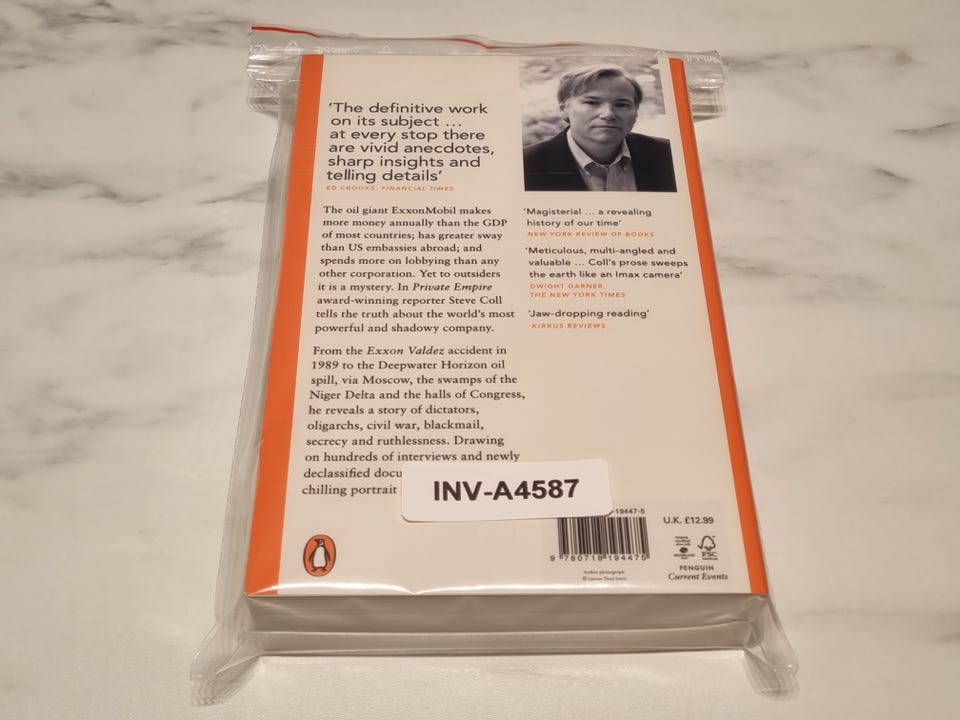 'The definitive work
on its subject ...
at every stop there
are vivid anecdotes,
sharp insights and
telling details'
ED CROOKS, FINANCIAL TIMES
The oil giant ExxonMobil makes
more money annually than the GDP
of most countries; has greater sway
than US embassies abroad; and
spends more on lobbying than any
other corporation. Yet to outsiders
it is a mystery. In Private Empire
award-winning reporter Steve Coll
tells the truth about the world's most
powerful and shadowy company.
From the Exxon Valdez accident in
1989 to the Deepwater Horizon oil
spill, via Moscow, the swamps of the
Niger Delta and the halls of Congress,
he reveals a story of dictators,
oligarchs, civil war, blackmail,
secrecy and ruthlessness. Drawing
on hundreds of interviews and newly
declassified docu
chilling portrait
'Magisterial ... a revealing
history of our time'
NEW YORK REVIEW OF BOOKS
'Meticulous, multi-angled and
valuable ... Coll's prose sweeps
the earth like an Imax camera'
DWIGHT GARNER,
THE NEW YORK TIMES
'Jaw-dropping reading'
KIRKUS REVIEWS
INV-A4587
-19447-5
9 780718 194475
U.K. £12.99
FSC
PENGUIN
Current Events
Author photograph